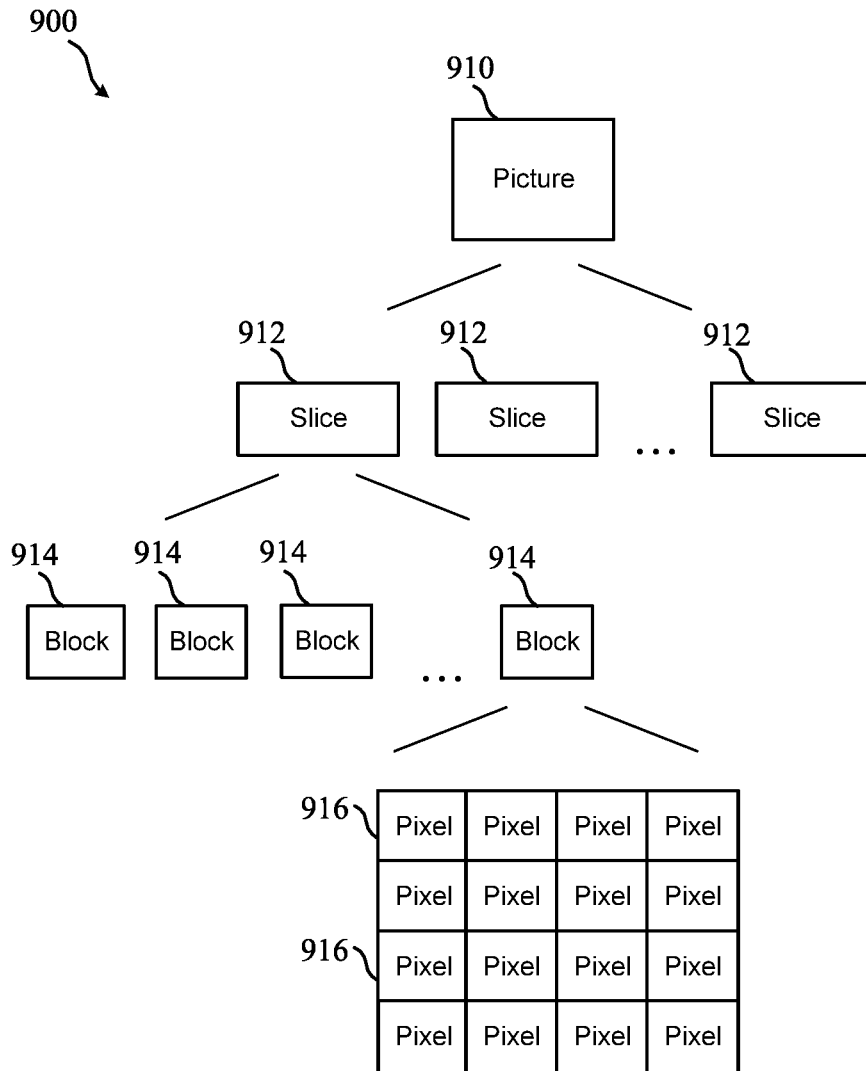 900
910
Picture
912 912 912
Slice Slice ... Slice
914 914 914 914
Block Block Block ... Block
916 Pixel Pixel Pixel Pixel
Pixel Pixel Pixel Pixel
916 Pixel Pixel Pixel Pixel
Pixel Pixel Pixel Pixel